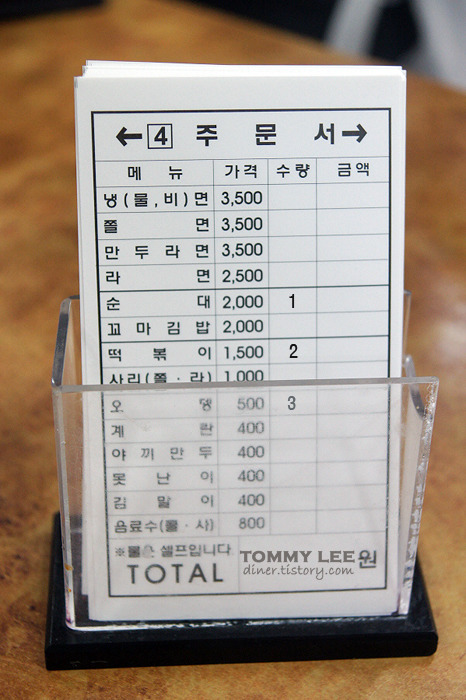 ← 4 주 문 서 →
메 뉴 가격 수량 금액
냉(물,비)면 3,500
쫄 면 3,500
만두라면 3,500
라 면 2,500
순 대 2,000 1
꼬마김밥 2,000
떡 볶 이 1,500 2
사리(쫄·라) 1,000
오 뎅 500 3
계 란 400
야끼만두 400
못 난 이 400
김 말 이 400
음료수(콜·사) 800
※물은 셀프입니다.
TOTAL 원
TOMMY LEE
diner.tistory.com